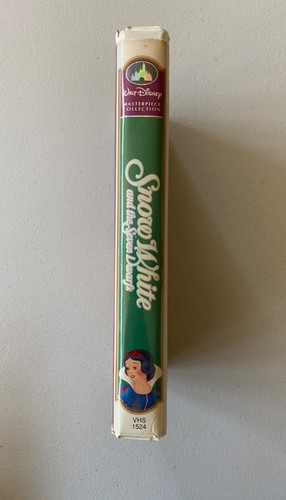 Walt Disney
MASTERPIECE
COLLECTION
Snow White
and the Seven Dwarfs
VHS
1524